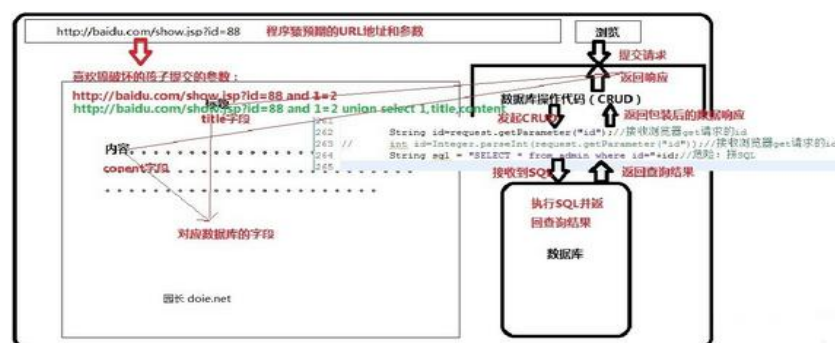 http://baidu.com/show.jsp?id=88 程序猿预期的URL地址和参数
浏览
提交请求
喜欢搞破坏的孩子提交的参数：
返回响应
http://baidu.com/show.jsp?id=88 and 1=2
标题
数据库操作代码（CRUD）
http://baidu.com/show.jsp?id=88 and 1=2 union select 1,title,content
title字段
发起CRUD
返回包装后的数据响应
261
262 String id=request.getParameter("id");//接收浏览器get请求的id
内容
263 // int id=Integer.parseInt(request.getParameter("id"));//接收浏览器get请求的id
264 String sql = "SELECT * from admin where id="+id;//危险：拼SQL
conent字段
265
接收到SQL
返回查询结果
执行SQL并返
回查询结果
对应数据库的字段
数据库
园长 doie.net